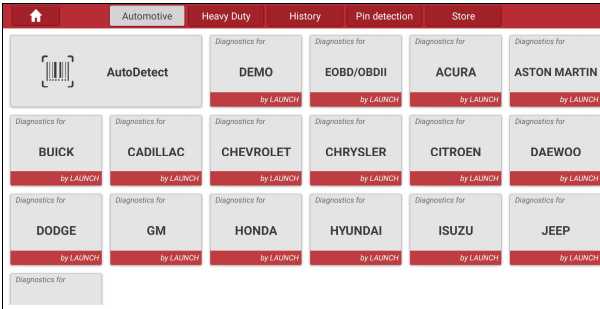 Automotive Heavy Duty History Pin detection Store
Diagnostics for Diagnostics for Diagnostics for Diagnostics for
AutoDetect DEMO EOBD/OBDII ACURA ASTON MARTIN
by LAUNCH by LAUNCH by LAUNCH by LAUNCH
Diagnostics for Diagnostics for Diagnostics for Diagnostics for Diagnostics for Diagnostics for
BUICK CADILLAC CHEVROLET CHRYSLER CITROEN DAEWOO
by LAUNCH by LAUNCH by LAUNCH by LAUNCH by LAUNCH by LAUNCH
Diagnostics for Diagnostics for Diagnostics for Diagnostics for Diagnostics for Diagnostics for
DODGE GM HONDA HYUNDAI ISUZU JEEP
by LAUNCH by LAUNCH by LAUNCH by LAUNCH by LAUNCH by LAUNCH
Diagnostics for